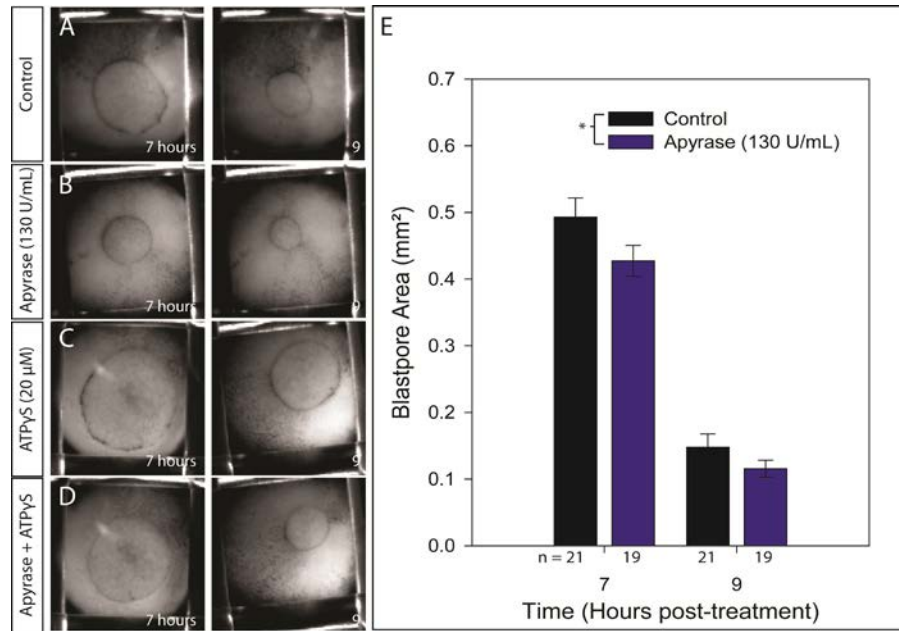 A
Control
7 hours
9
B
Apyrase (130 U/mL)
7 hours
9
C
ATPγS (20 µM)
7 hours
9
D
Apyrase + ATPγS
7 hours
9
E
0.7
0.6
0.5
0.4
0.3
0.2
0.1
0.0
Blastpore Area (mm²)
* Control
Apyrase (130 U/mL)
n = 21 19 21 19
7 9
Time (Hours post-treatment)